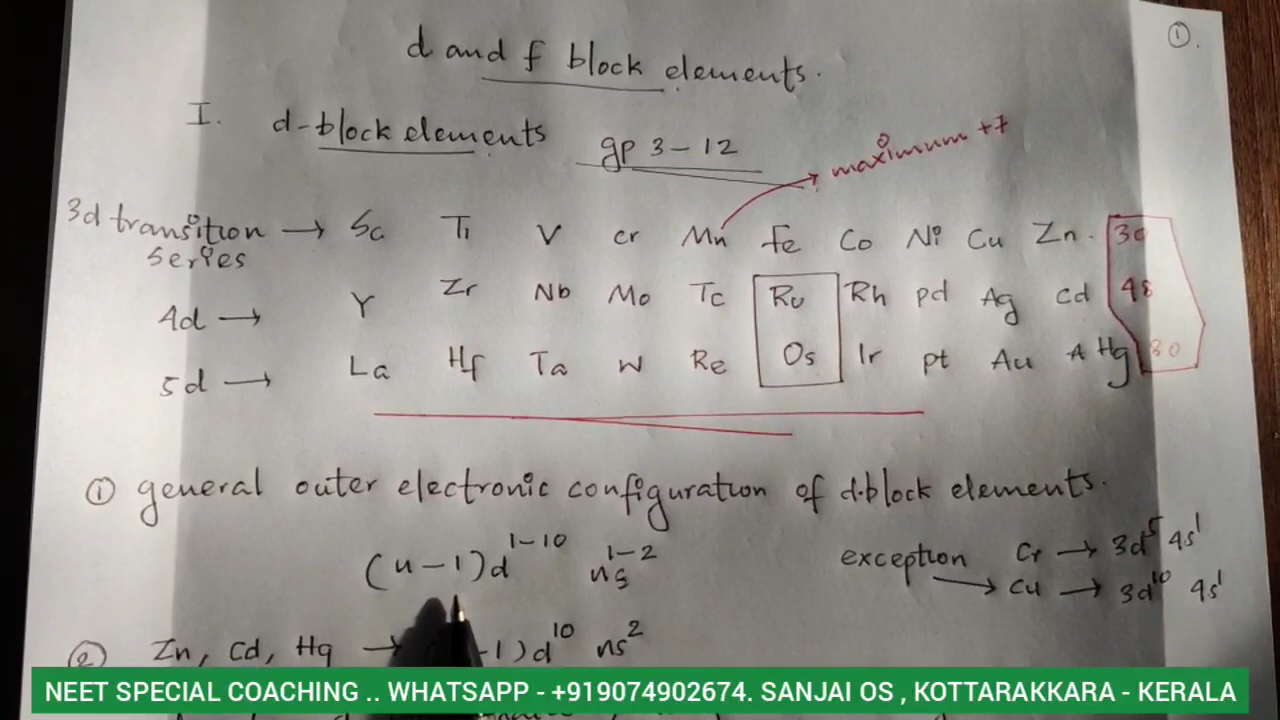 ①.
d and f block elements.
I. d-block elements gp 3-12
maximum +7
3d transition series → Sc Ti V Cr Mn Fe Co Ni Cu Zn. 30
4d → Y Zr Nb Mo Tc Ru Rh pd Ag Cd 48
5d → La Hf Ta W Re Os Ir pt Au Hg 80
① general outer electronic configuration of d-block elements.
(n-1)d¹⁻¹⁰ ns¹⁻²
exception Cr → 3d⁵ 4s¹
→ Cu → 3d¹⁰ 4s¹
② Zn, Cd, Hg → -1)d¹⁰ ns²
NEET SPECIAL COACHING .. WHATSAPP - +919074902674. SANJAI OS , KOTTARAKKARA - KERALA